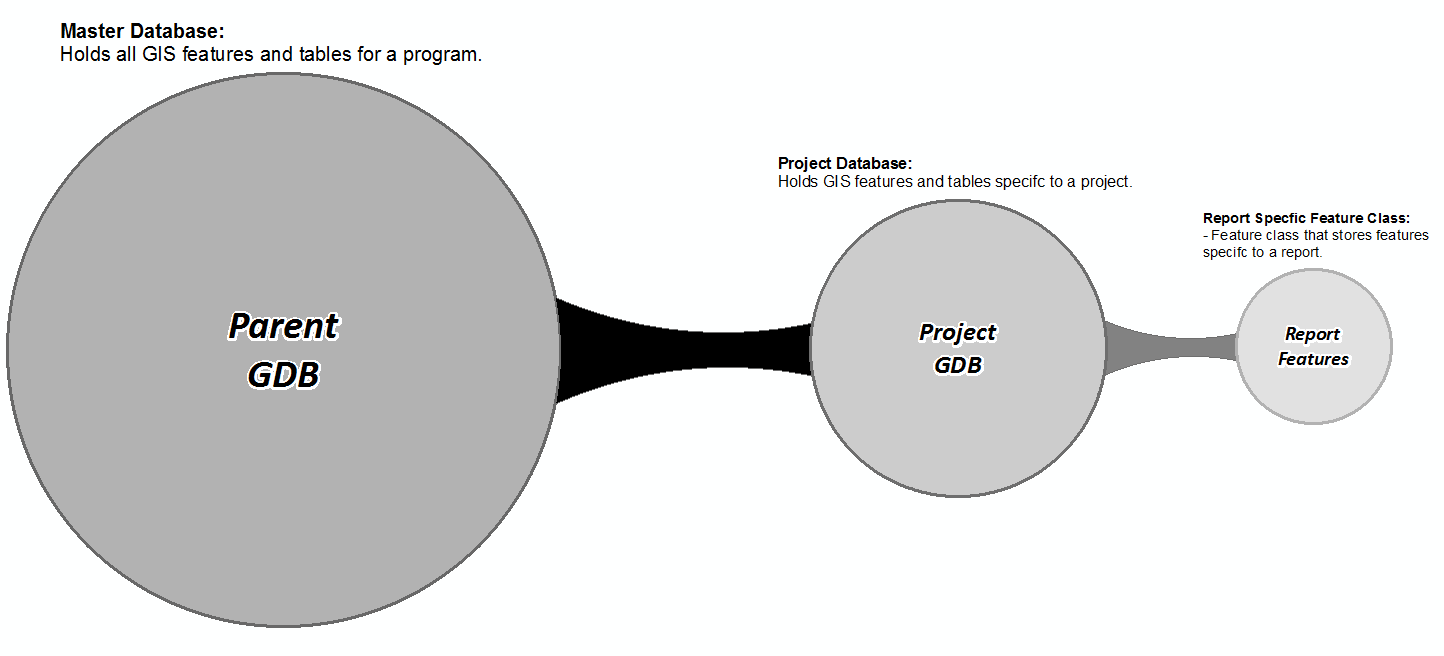 Master Database:
Holds all GIS features and tables for a program.
Project Database:
Holds GIS features and tables specifc to a project.
Report Specfic Feature Class:
- Feature class that stores features
specifc to a report.
Parent
GDB
Project
GDB
Report
Features